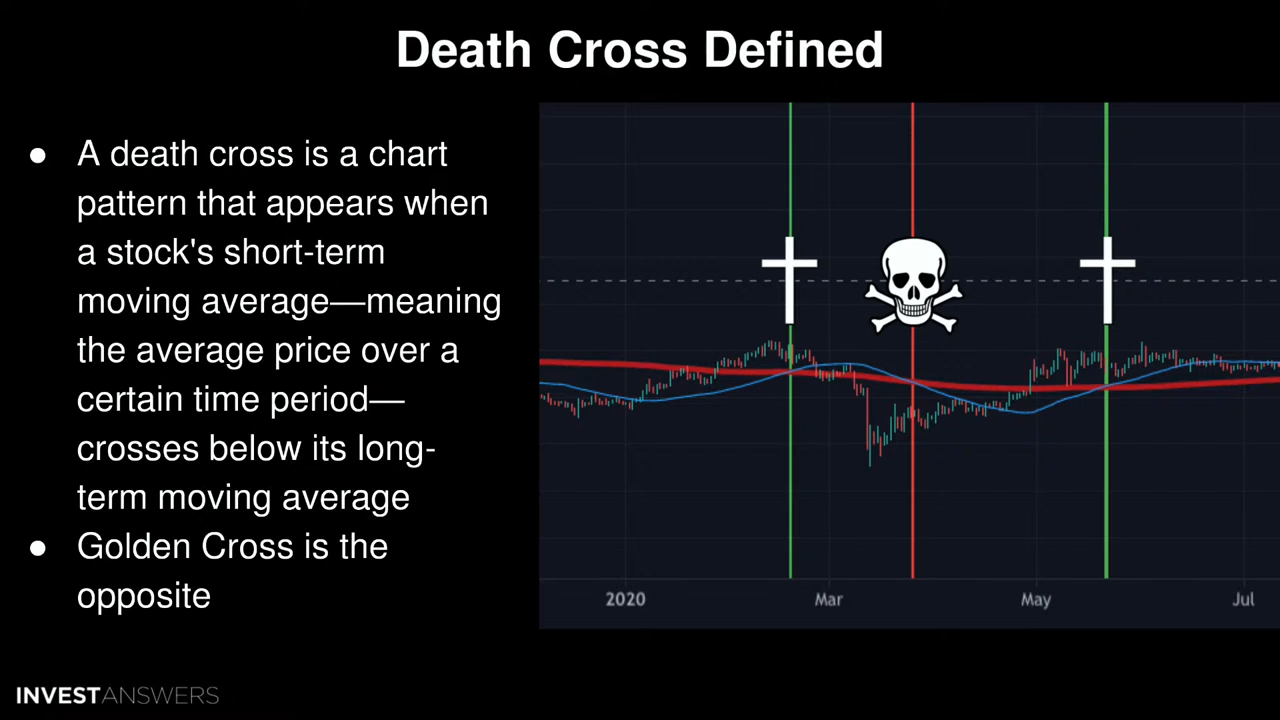 Death Cross Defined
● A death cross is a chart
pattern that appears when
a stock's short-term
moving average—meaning
the average price over a
certain time period—
crosses below its long-
term moving average
● Golden Cross is the
opposite
2020 Mar May Jul
INVESTANSWERS